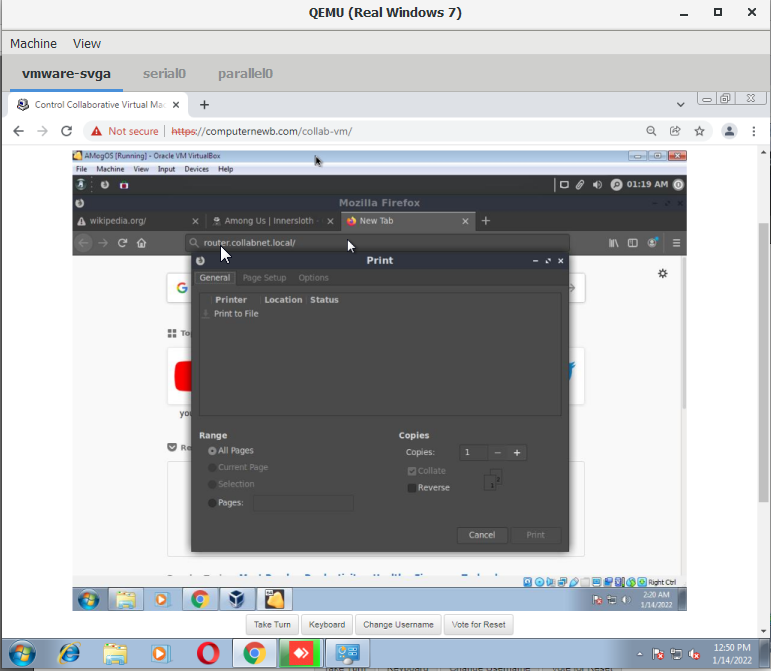 QEMU (Real Windows 7)
Machine View
vmware-svga serial0 parallel0
Control Collaborative Virtual Mac
Not secure | https://computernewb.com/collab-vm/
AMogOS [Running] - Oracle VM VirtualBox
File Machine View Input Devices Help
01:19 AM
Mozilla Firefox
wikipedia.org/ Among Us | Innersloth New Tab
router.collabnet.local/
Print
General Page Setup Options
Printer Location Status
Print to File
To
you
Re
Range Copies
All Pages Copies: 1
Current Page Collate
Selection Reverse
Pages:
Cancel Print
Right Ctrl
2:20 AM
1/14/2022
Take Turn Keyboard Change Username Vote for Reset
12:50 PM
1/14/2022